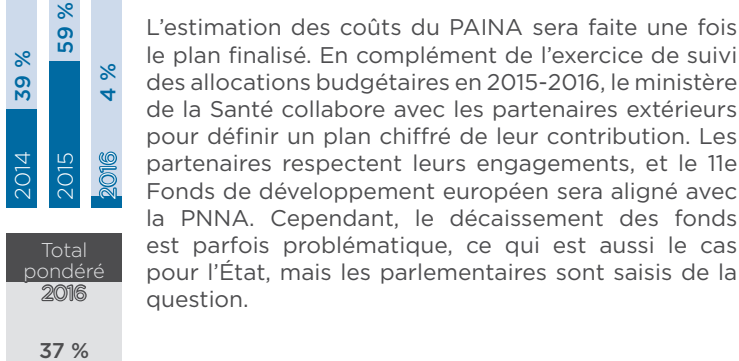 39 %
59 %
4 %
2014
2015
2016
Total
pondéré
2016
37 %
L’estimation des coûts du PAINA sera faite une fois
le plan finalisé. En complément de l’exercice de suivi
des allocations budgétaires en 2015-2016, le ministère
de la Santé collabore avec les partenaires extérieurs
pour définir un plan chiffré de leur contribution. Les
partenaires respectent leurs engagements, et le 11e
Fonds de développement européen sera aligné avec
la PNNA. Cependant, le décaissement des fonds
est parfois problématique, ce qui est aussi le cas
pour l’État, mais les parlementaires sont saisis de la
question.